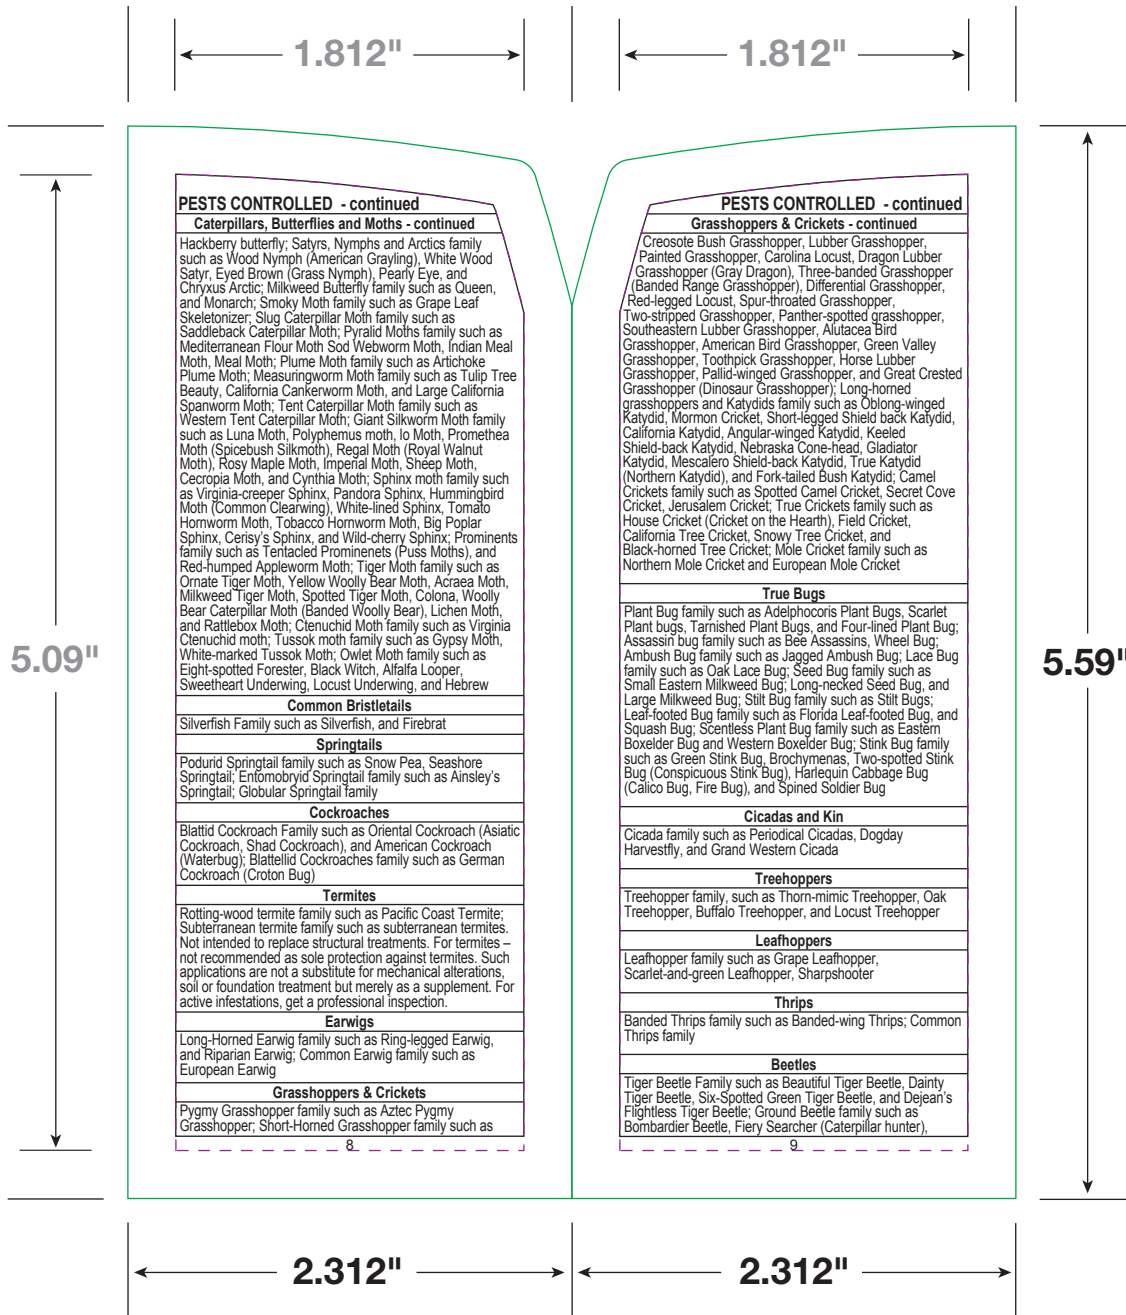 1.812"
1.812"
5.09"
5.59"
PESTS CONTROLLED - continued
Caterpillars, Butterflies and Moths - continued
Hackberry butterfly; Satyrs, Nymphs and Arctics family
such as Wood Nymph (American Grayling), White Wood
Satyr, Eyed Brown (Grass Nymph), Pearly Eye, and
Chryxus Arctic; Milkweed Butterfly family such as Queen,
and Monarch; Smoky Moth family such as Grape Leaf
Skeletonizer; Slug Caterpillar Moth family such as
Saddleback Caterpillar Moth; Pyralid Moths family such as
Mediterranean Flour Moth Sod Webworm Moth, Indian Meal
Moth, Meal Moth; Plume Moth family such as Artichoke
Plume Moth; Measuringworm Moth family such as Tulip Tree
Beauty, California Cankerworm Moth, and Large California
Spanworm Moth; Tent Caterpillar Moth family such as
Western Tent Caterpillar Moth; Giant Silkworm Moth family
such as Luna Moth, Polyphemus moth, Io Moth, Promethea
Moth (Spicebush Silkmoth), Regal Moth (Royal Walnut
Moth), Rosy Maple Moth, Imperial Moth, Sheep Moth,
Cecropia Moth, and Cynthia Moth; Sphinx moth family such
as Virginia-creeper Sphinx, Pandora Sphinx, Hummingbird
Moth (Common Clearwing), White-lined Sphinx, Tomato
Hornworm Moth, Tobacco Hornworm Moth, Big Poplar
Sphinx, Cerisy's Sphinx, and Wild-cherry Sphinx; Prominents
family such as Tentacled Prominenets (Puss Moths), and
Red-humped Appleworm Moth; Tiger Moth family such as
Ornate Tiger Moth, Yellow Woolly Bear Moth, Acraea Moth,
Milkweed Tiger Moth, Spotted Tiger Moth, Colona, Woolly
Bear Caterpillar Moth (Banded Woolly Bear), Lichen Moth,
and Rattlebox Moth; Ctenuchid Moth family such as Virginia
Ctenuchid moth; Tussok moth family such as Gypsy Moth,
White-marked Tussok Moth; Owlet Moth family such as
Eight-spotted Forester, Black Witch, Alfalfa Looper,
Sweetheart Underwing, Locust Underwing, and Hebrew
Common Bristletails
Silverfish Family such as Silverfish, and Firebrat
Springtails
Podurid Springtail family such as Snow Pea, Seashore
Springtail; Entomobryid Springtail family such as Ainsley's
Springtail; Globular Springtail family
Cockroaches
Blattid Cockroach Family such as Oriental Cockroach (Asiatic
Cockroach, Shad Cockroach), and American Cockroach
(Waterbug); Blattellid Cockroaches family such as German
Cockroach (Croton Bug)
Termites
Rotting-wood termite family such as Pacific Coast Termite;
Subterranean termite family such as subterranean termites.
Not intended to replace structural treatments. For termites –
not recommended as sole protection against termites. Such
applications are not a substitute for mechanical alterations,
soil or foundation treatment but merely as a supplement. For
active infestations, get a professional inspection.
Earwigs
Long-Horned Earwig family such as Ring-legged Earwig,
and Riparian Earwig; Common Earwig family such as
European Earwig
Grasshoppers & Crickets
Pygmy Grasshopper family such as Aztec Pygmy
Grasshopper; Short-Horned Grasshopper family such as
8
PESTS CONTROLLED - continued
Grasshoppers & Crickets - continued
Creosote Bush Grasshopper, Lubber Grasshopper,
Painted Grasshopper, Carolina Locust, Dragon Lubber
Grasshopper (Gray Dragon), Three-banded Grasshopper
(Banded Range Grasshopper), Differential Grasshopper,
Red-legged Locust, Spur-throated Grasshopper,
Two-stripped Grasshopper, Panther-spotted grasshopper,
Southeastern Lubber Grasshopper, Alutacea Bird
Grasshopper, American Bird Grasshopper, Green Valley
Grasshopper, Toothpick Grasshopper, Horse Lubber
Grasshopper, Pallid-winged Grasshopper, and Great Crested
Grasshopper (Dinosaur Grasshopper); Long-horned
grasshoppers and Katydids family such as Oblong-winged
Katydid, Mormon Cricket, Short-legged Shield back Katydid,
California Katydid, Angular-winged Katydid, Keeled
Shield-back Katydid, Nebraska Cone-head, Gladiator
Katydid, Mescalero Shield-back Katydid, True Katydid
(Northern Katydid), and Fork-tailed Bush Katydid; Camel
Crickets family such as Spotted Camel Cricket, Secret Cove
Cricket, Jerusalem Cricket; True Crickets family such as
House Cricket (Cricket on the Hearth), Field Cricket,
California Tree Cricket, Snowy Tree Cricket, and
Black-horned Tree Cricket; Mole Cricket family such as
Northern Mole Cricket and European Mole Cricket
True Bugs
Plant Bug family such as Adelphocoris Plant Bugs, Scarlet
Plant bugs, Tarnished Plant Bugs, and Four-lined Plant Bug;
Assassin bug family such as Bee Assassins, Wheel Bug;
Ambush Bug family such as Jagged Ambush Bug; Lace Bug
family such as Oak Lace Bug; Seed Bug family such as
Small Eastern Milkweed Bug; Long-necked Seed Bug, and
Large Milkweed Bug; Stilt Bug family such as Stilt Bugs;
Leaf-footed Bug family such as Florida Leaf-footed Bug, and
Squash Bug; Scentless Plant Bug family such as Eastern
Boxelder Bug and Western Boxelder Bug; Stink Bug family
such as Green Stink Bug, Brochymenas, Two-spotted Stink
Bug (Conspicuous Stink Bug), Harlequin Cabbage Bug
(Calico Bug, Fire Bug), and Spined Soldier Bug
Cicadas and Kin
Cicada family such as Periodical Cicadas, Dogday
Harvestfly, and Grand Western Cicada
Treehoppers
Treehopper family, such as Thorn-mimic Treehopper, Oak
Treehopper, Buffalo Treehopper, and Locust Treehopper
Leafhoppers
Leafhopper family such as Grape Leafhopper,
Scarlet-and-green Leafhopper, Sharpshooter
Thrips
Banded Thrips family such as Banded-wing Thrips; Common
Thrips family
Beetles
Tiger Beetle Family such as Beautiful Tiger Beetle, Dainty
Tiger Beetle, Six-Spotted Green Tiger Beetle, and Dejean's
Flightless Tiger Beetle; Ground Beetle family such as
Bombardier Beetle, Fiery Searcher (Caterpillar hunter),
9
2.312"
2.312"